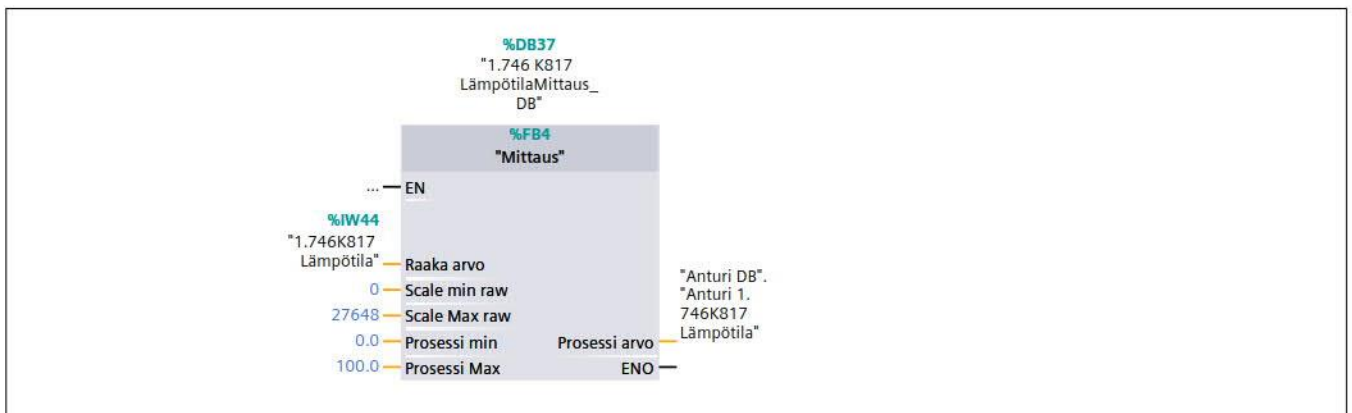 %DB37
"1.746 K817
LämpötilaMittaus_
DB"
%FB4
"Mittaus"
... EN
%IW44
"1.746K817
Lämpötila" Raaka arvo
0 Scale min raw
27648 Scale Max raw
0.0 Prosessi min
100.0 Prosessi Max
"Anturi DB".
"Anturi 1.
746K817
Lämpötila"
Prosessi arvo
ENO